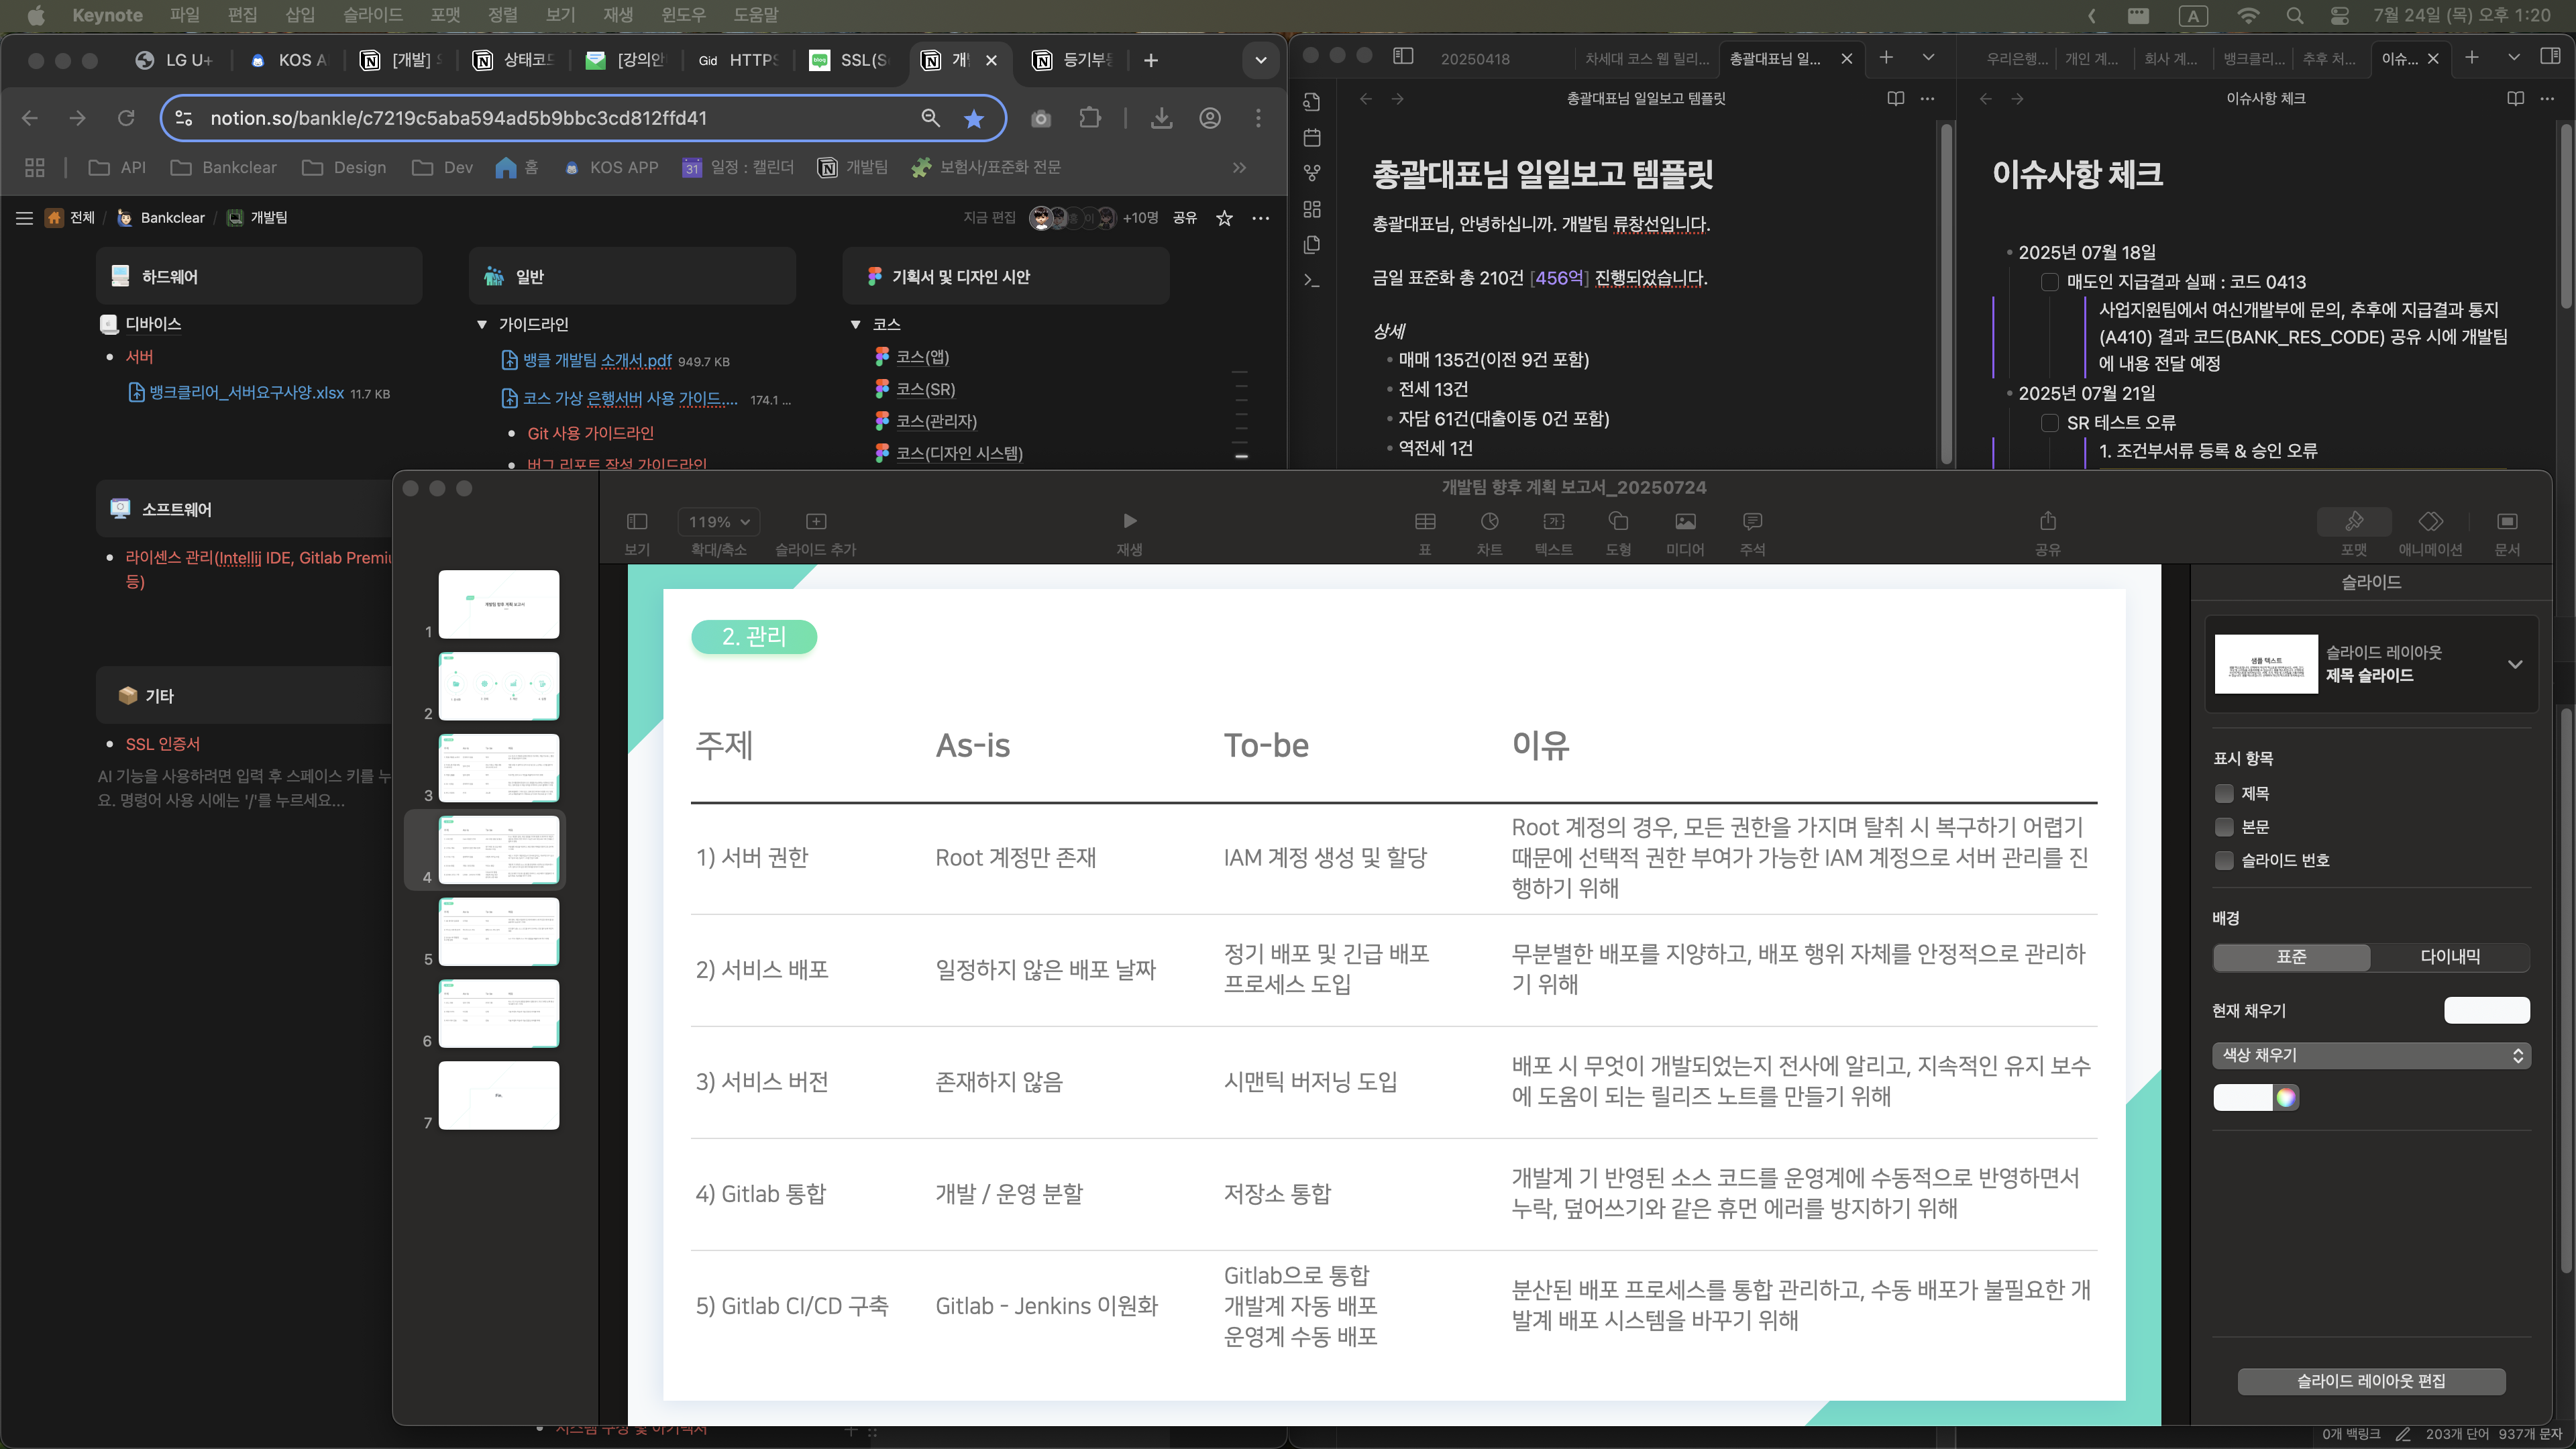 Keynote 파일 편집 삽입 슬라이드 포맷 정렬 보기 재생 윈도우 도움말
A 7월 24일 (목) 오후 1:20
LG U+ KOS A [개발] 상태코드 [강의안 Gid HTTPS SSL(S 개 등기부
notion.so/bankle/c7219c5aba594ad5b9bbc3cd812ffd41
API Bankclear Design Dev 홈 KOS APP 31 일정 : 캘린더 개발팀 보험사/표준화 전문
전체 / Bankclear / 개발팀
지금 편집 +10명 공유
하드웨어
디바이스
서버
뱅크클리어_서버요구사양.xlsx 11.7 KB
소프트웨어
라이센스 관리(Intellij IDE, Gitlab Premiu
등)
기타
SSL 인증서
AI 기능을 사용하려면 입력 후 스페이스 키를 누
요. 명령어 사용 시에는 '/'를 누르세요...
일반
가이드라인
뱅클 개발팀 소개서.pdf 949.7 KB
코스 가상 은행서버 사용 가이드.... 174.1 ...
Git 사용 가이드라인
버그 리포트 작성 가이드라인
시스템 구성 및 아키텍처
기획서 및 디자인 시안
코스
코스(앱)
코스(SR)
코스(관리자)
코스(디자인 시스템)
20250418 차세대 코스 웹 릴리... 총괄대표님 일...
총괄대표님 일일보고 템플릿
총괄대표님 일일보고 템플릿
총괄대표님, 안녕하십니까. 개발팀 류창선입니다.
금일 표준화 총 210건 [456억] 진행되었습니다.
상세
매매 135건(이전 9건 포함)
전세 13건
자담 61건(대출이동 0건 포함)
역전세 1건
우리은행... 개인 계... 회사 계... 뱅크클리... 추후 처... 이슈...
이슈사항 체크
이슈사항 체크
2025년 07월 18일
매도인 지급결과 실패 : 코드 0413
사업지원팀에서 여신개발부에 문의, 추후에 지급결과 통지
(A410) 결과 코드(BANK_RES_CODE) 공유 시에 개발팀
에 내용 전달 예정
2025년 07월 21일
SR 테스트 오류
1. 조건부서류 등록 & 승인 오류
0개 백링크 203개 단어 937개 문자
개발팀 향후 계획 보고서_20250724
119%
보기 확대/축소 슬라이드 추가 재생 표 차트 텍스트 도형 미디어 주석 공유 포맷 애니메이션 문서
1
개발팀 향후 계획 보고서
2
3
4
5
6
7
2. 관리
주제 As-is To-be 이유
1) 서버 권한
Root 계정만 존재
IAM 계정 생성 및 할당
Root 계정의 경우, 모든 권한을 가지며 탈취 시 복구하기 어렵기
때문에 선택적 권한 부여가 가능한 IAM 계정으로 서버 관리를 진
행하기 위해
2) 서비스 배포
일정하지 않은 배포 날짜
정기 배포 및 긴급 배포
프로세스 도입
무분별한 배포를 지양하고, 배포 행위 자체를 안정적으로 관리하
기 위해
3) 서비스 버전
존재하지 않음
시맨틱 버저닝 도입
배포 시 무엇이 개발되었는지 전사에 알리고, 지속적인 유지 보수
에 도움이 되는 릴리즈 노트를 만들기 위해
4) Gitlab 통합
개발 / 운영 분할
저장소 통합
개발계 기 반영된 소스 코드를 운영계에 수동적으로 반영하면서
누락, 덮어쓰기와 같은 휴먼 에러를 방지하기 위해
5) Gitlab CI/CD 구축
Gitlab - Jenkins 이원화
Gitlab으로 통합
개발계 자동 배포
운영계 수동 배포
분산된 배포 프로세스를 통합 관리하고, 수동 배포가 불필요한 개
발계 배포 시스템을 바꾸기 위해
슬라이드
샘플 텍스트
슬라이드 레이아웃
제목 슬라이드
표시 항목
제목
본문
슬라이드 번호
배경
표준 다이내믹
현재 채우기
색상 채우기
슬라이드 레이아웃 편집